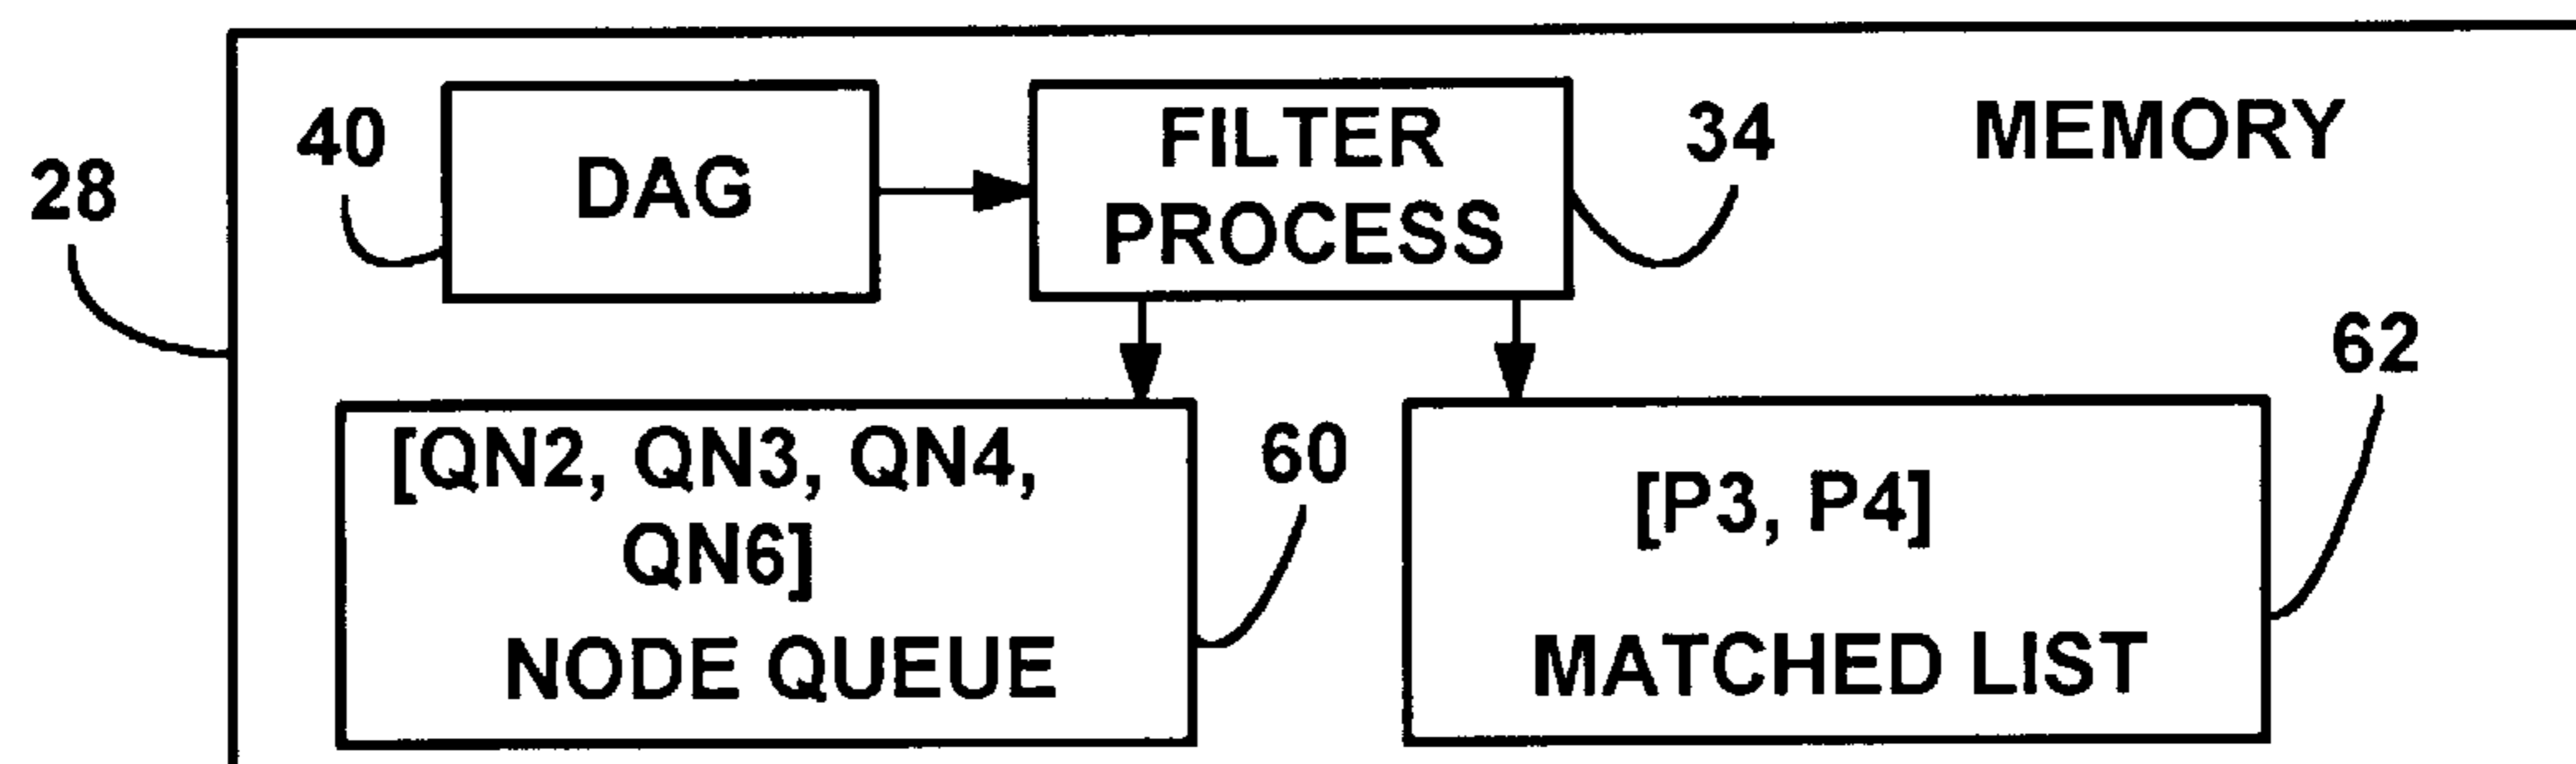 28
40
DAG
FILTER
PROCESS
34
MEMORY
[QN2, QN3, QN4,
QN6]
NODE QUEUE
60
[P3, P4]
MATCHED LIST
62